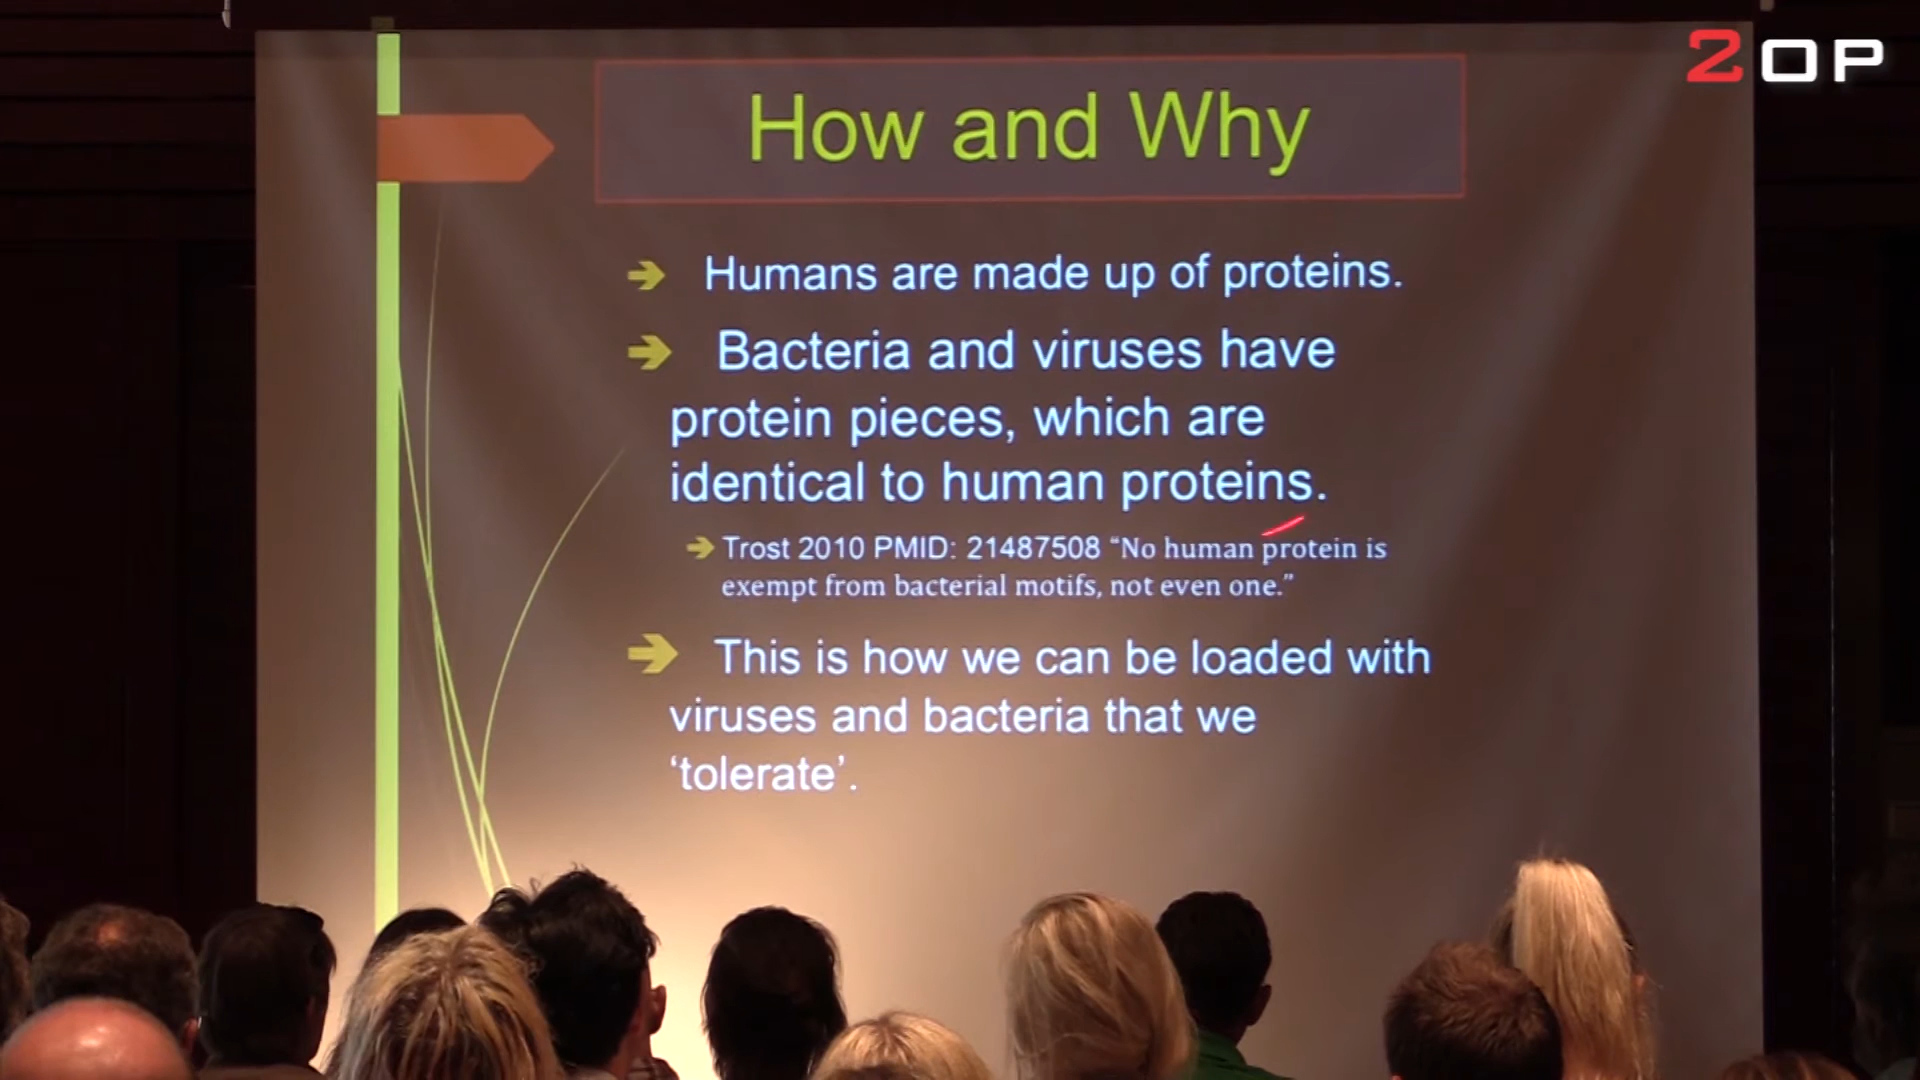 2OP
How and Why
Humans are made up of proteins.
Bacteria and viruses have
protein pieces, which are
identical to human proteins.
Trost 2010 PMID: 21487508 “No human protein is
exempt from bacterial motifs, not even one.”
This is how we can be loaded with
viruses and bacteria that we
‘tolerate’.